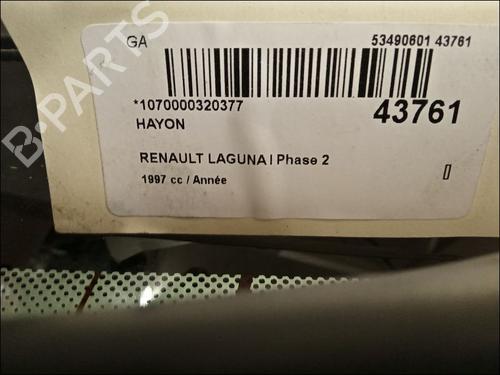 GA
53490601 43761
*1070000320377
43761
HAYON
RENAULT LAGUNA I Phase 2
1997 cc / Année
B-PARTS